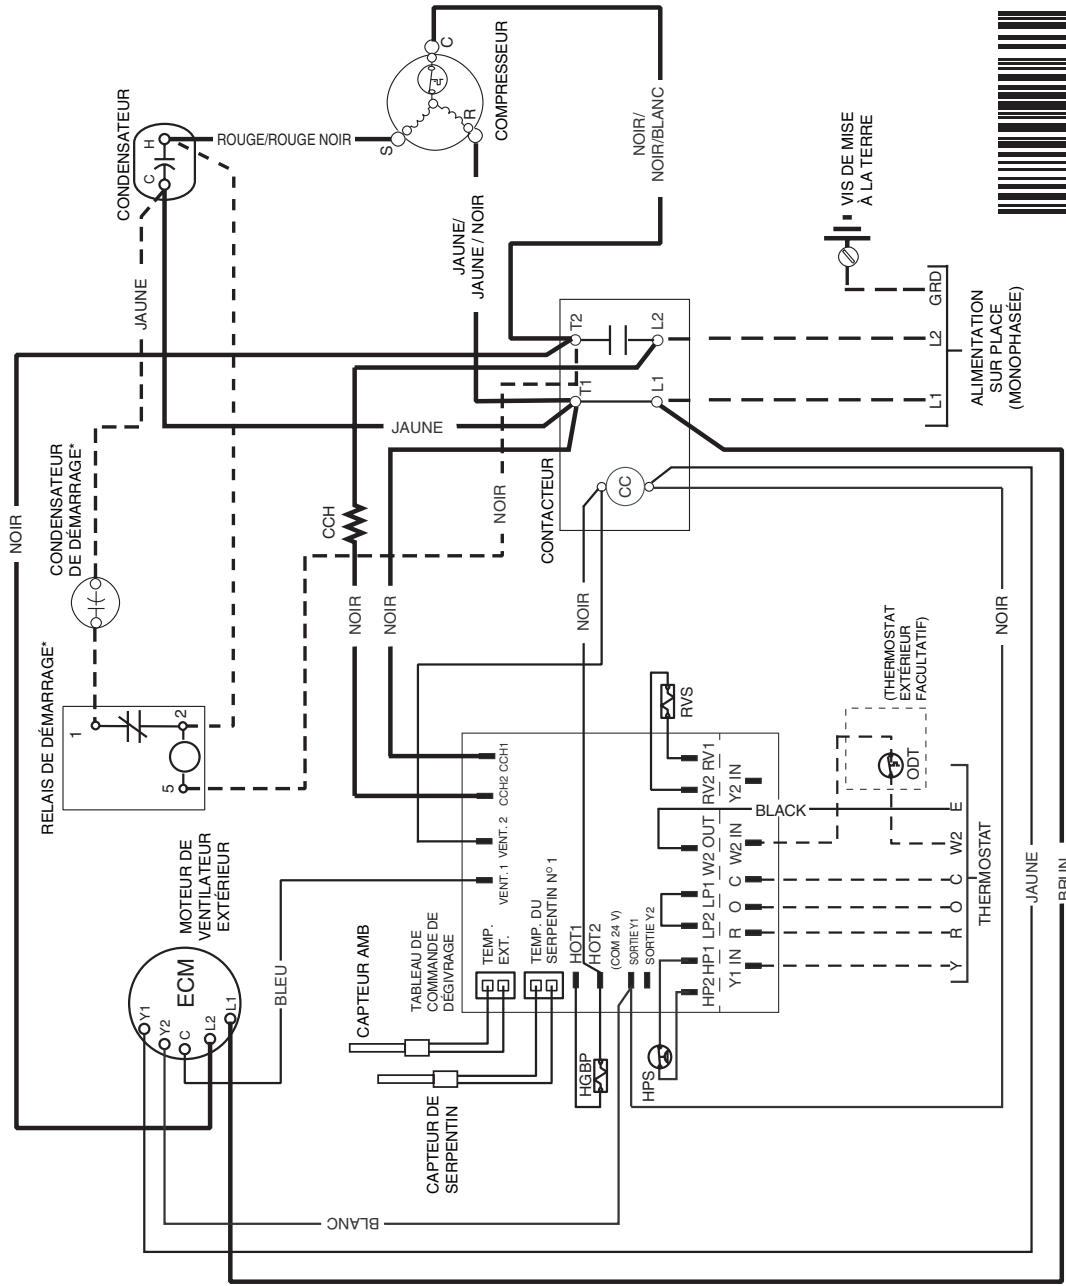 CONDENSATEUR
H
C
ROUGE/ROUGE NOIR
S
C
R
COMPRESSEUR
NOIR/
NOIR/BLANC
JAUNE
JAUNE/
JAUNE / NOIR
VIS DE MISE
À LA TERRE
NOIR
CONDENSATEUR
DE DÉMARRAGE*
RELAIS DE DÉMARRAGE*
1
2
5
JAUNE
CCH
NOIR
NOIR
NOIR
T2
L2
T1
L1
CC
CONTACTEUR
L1
L2
GRD
ALIMENTATION
SUR PLACE
(MONOPHASÉE)
NOIR
NOIR
MOTEUR DE
VENTILATEUR
EXTÉRIEUR
ECM
Y1
Y2
C
L2
L1
BLEU
VENT. 1
VENT. 2
CCH2
CCH1
CAPTEUR AMB
CAPTEUR DE
SERPENTIN
TABLEAU DE
COMMANDE DE
DÉGIVRAGE
TEMP.
EXT.
TEMP. DU
SERPENTIN Nº 1
HOT1
HOT2
(COM 24 V)
SORTIE Y1
SORTIE Y2
HP2
HP1
LP2
LP1
W2 OUT
RV2
RV1
Y1 IN
R
O
C
W2 IN
Y2 IN
HGBP
HPS
RVS
BLACK
(THERMOSTAT
EXTÉRIEUR
FACULTATIF)
ODT
Y
R
O
C
W2
E
THERMOSTAT
BLANC
JAUNE
BRUN